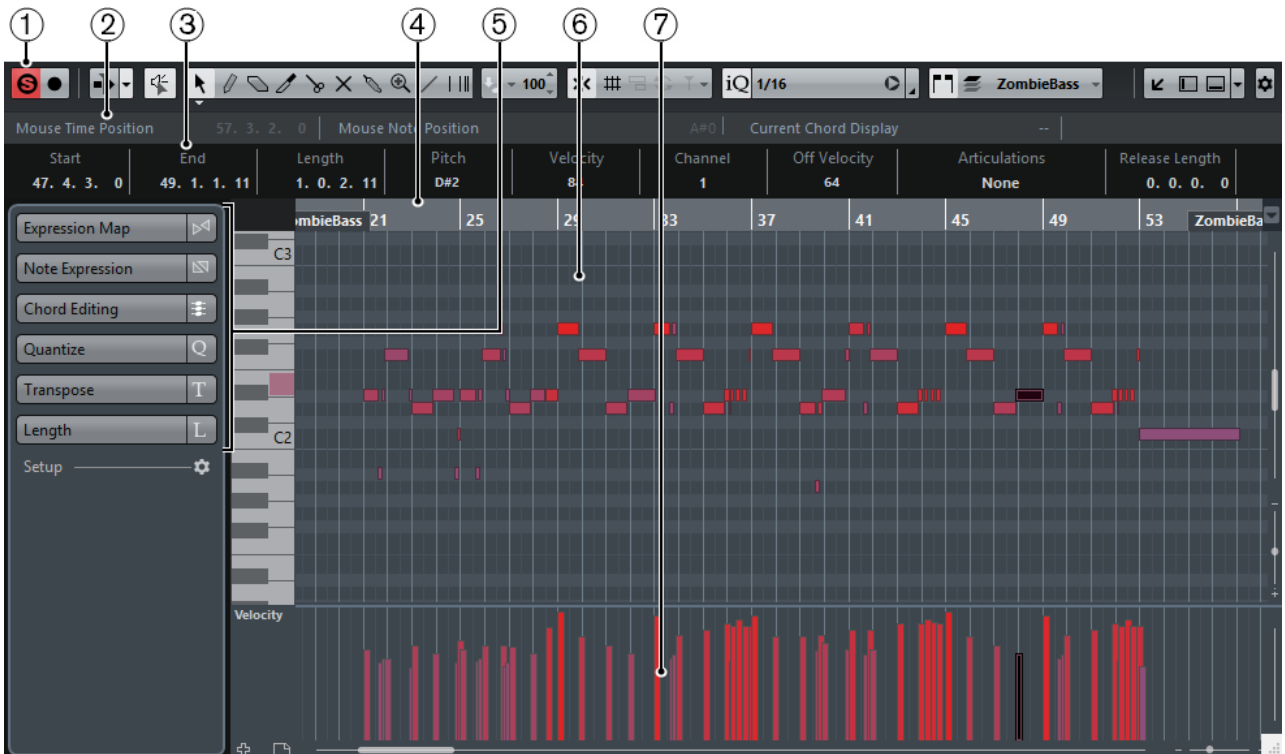 1 2 3 4 5 6 7
S 100 iQ 1/16 ZombieBass
Mouse Time Position 57. 3. 2. 0 Mouse Note Position A#0 Current Chord Display --
Start End Length Pitch Velocity Channel Off Velocity Articulations Release Length
47. 4. 3. 0 49. 1. 1. 11 1. 0. 2. 11 D#2 1 64 None 0. 0. 0. 0
ombieBass 21 25 29 33 37 41 45 49 53 ZombieBa
Expression Map
Note Expression
Chord Editing
Quantize Q
Transpose T
Length L
Setup
C3
C2
Velocity